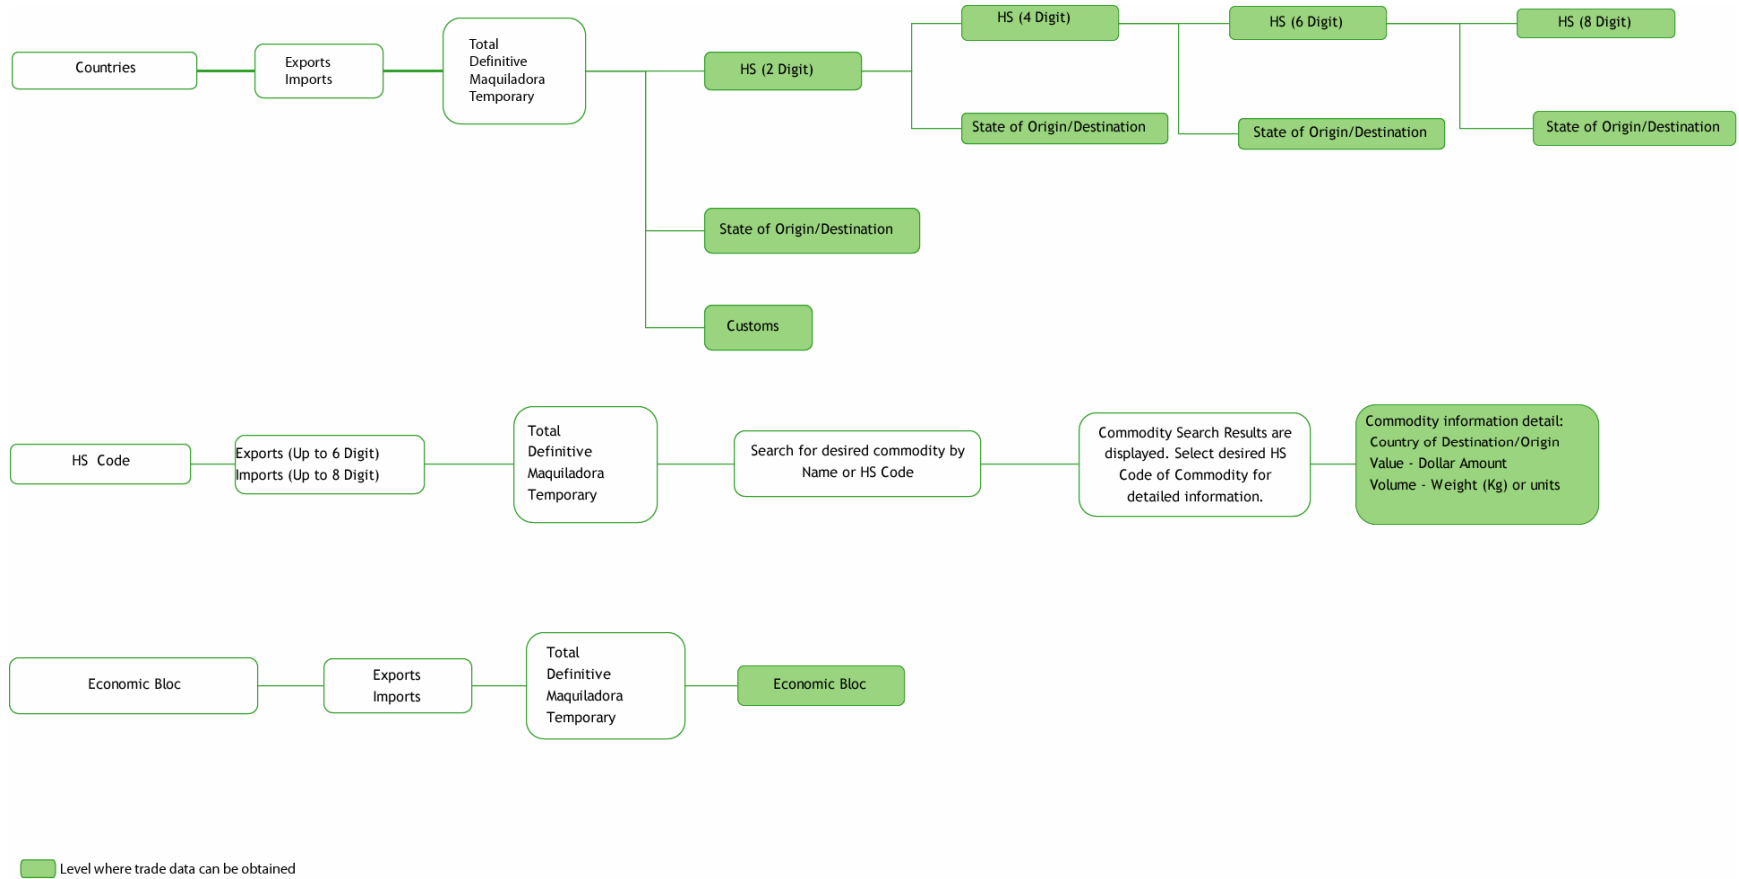 Countries
Exports
Imports
Total
Definitive
Maquiladora
Temporary
HS (2 Digit)
HS (4 Digit)
HS (6 Digit)
HS (8 Digit)
State of Origin/Destination
State of Origin/Destination
State of Origin/Destination
State of Origin/Destination
Customs
HS  Code
Exports (Up to 6 Digit)
Imports (Up to 8 Digit)
Total
Definitive
Maquiladora
Temporary
Search for desired commodity by
Name or HS Code
Commodity Search Results are
displayed. Select desired HS
Code of Commodity for
detailed information.
Commodity information detail:
Country of Destination/Origin
Value - Dollar Amount
Volume - Weight (Kg) or units
Economic Bloc
Exports
Imports
Total
Definitive
Maquiladora
Temporary
Economic Bloc
Level where trade data can be obtained